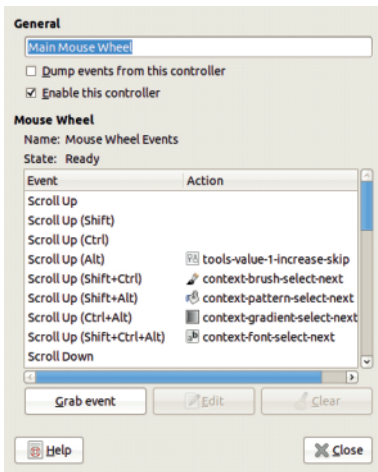 General
Main Mouse Wheel
Dump events from this controller
Enable this controller
Mouse Wheel
Name: Mouse Wheel Events
State: Ready
Event Action
Scroll Up
Scroll Up (Shift)
Scroll Up (Ctrl)
Scroll Up (Alt) tools-value-1-increase-skip
Scroll Up (Shift+Ctrl) context-brush-select-next
Scroll Up (Shift+Alt) context-pattern-select-next
Scroll Up (Ctrl+Alt) context-gradient-select-next
Scroll Up (Shift+Ctrl+Alt) context-font-select-next
Scroll Down
Grab event Edit Clear
Help Close